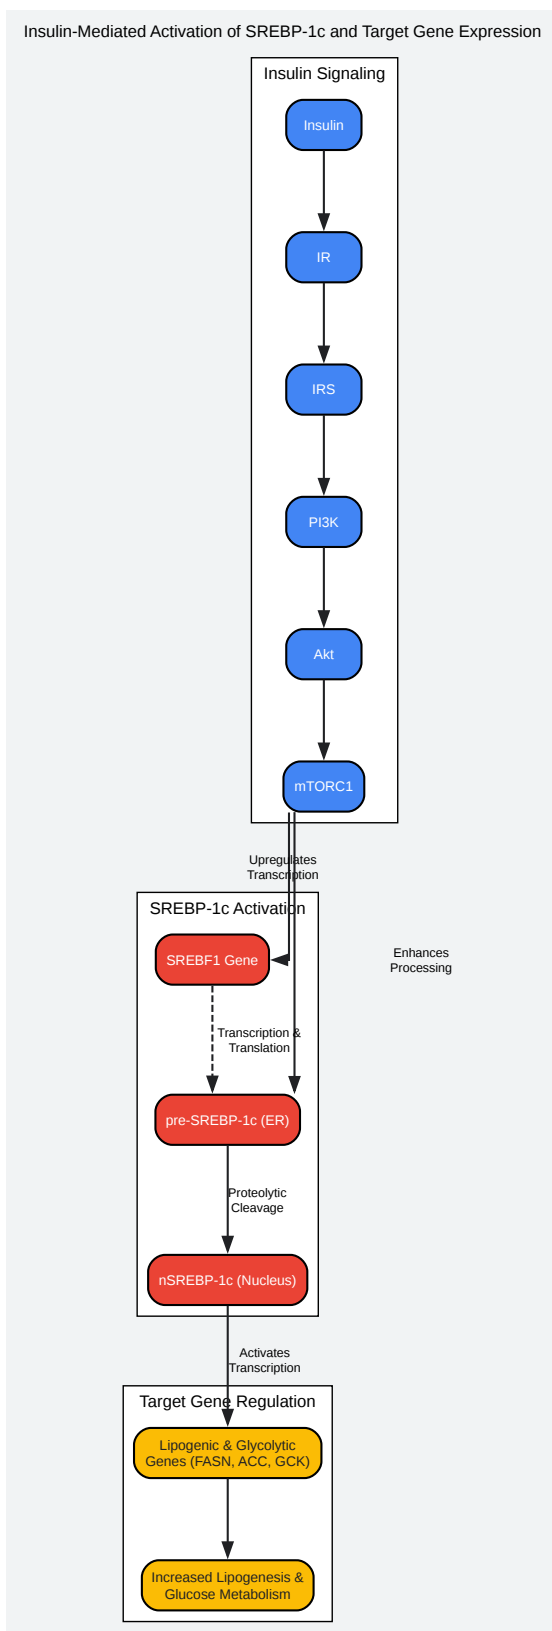 Insulin-Mediated Activation of SREBP-1c and Target Gene Expression
Insulin Signaling
Insulin
IR
IRS
PI3K
Akt
mTORC1
Upregulates
Transcription
SREBP-1c Activation
SREBF1 Gene
Enhances
Processing
Transcription &
Translation
pre-SREBP-1c (ER)
Proteolytic
Cleavage
nSREBP-1c (Nucleus)
Activates
Transcription
Target Gene Regulation
Lipogenic & Glycolytic
Genes (FASN, ACC, GCK)
Increased Lipogenesis &
Glucose Metabolism